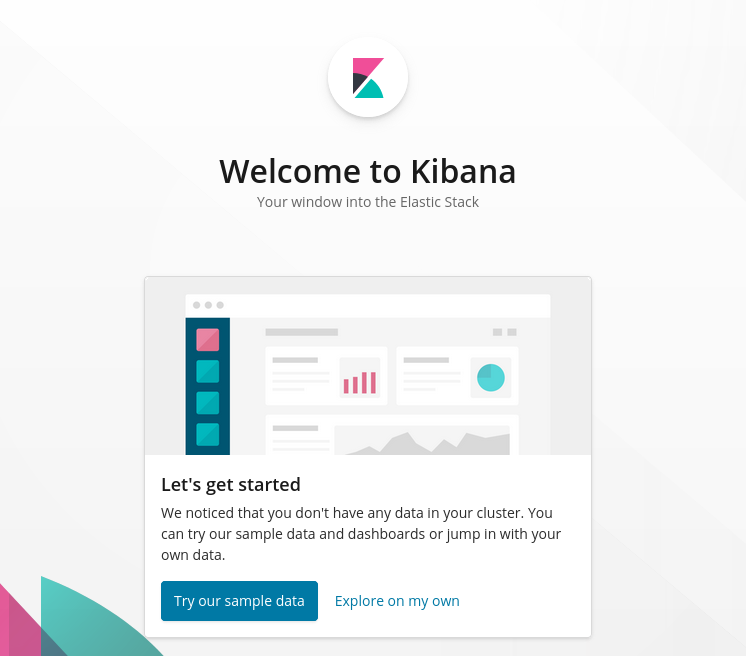 Welcome to Kibana
Your window into the Elastic Stack
Let's get started
We noticed that you don't have any data in your cluster. You
can try our sample data and dashboards or jump in with your
own data.
Try our sample data
Explore on my own